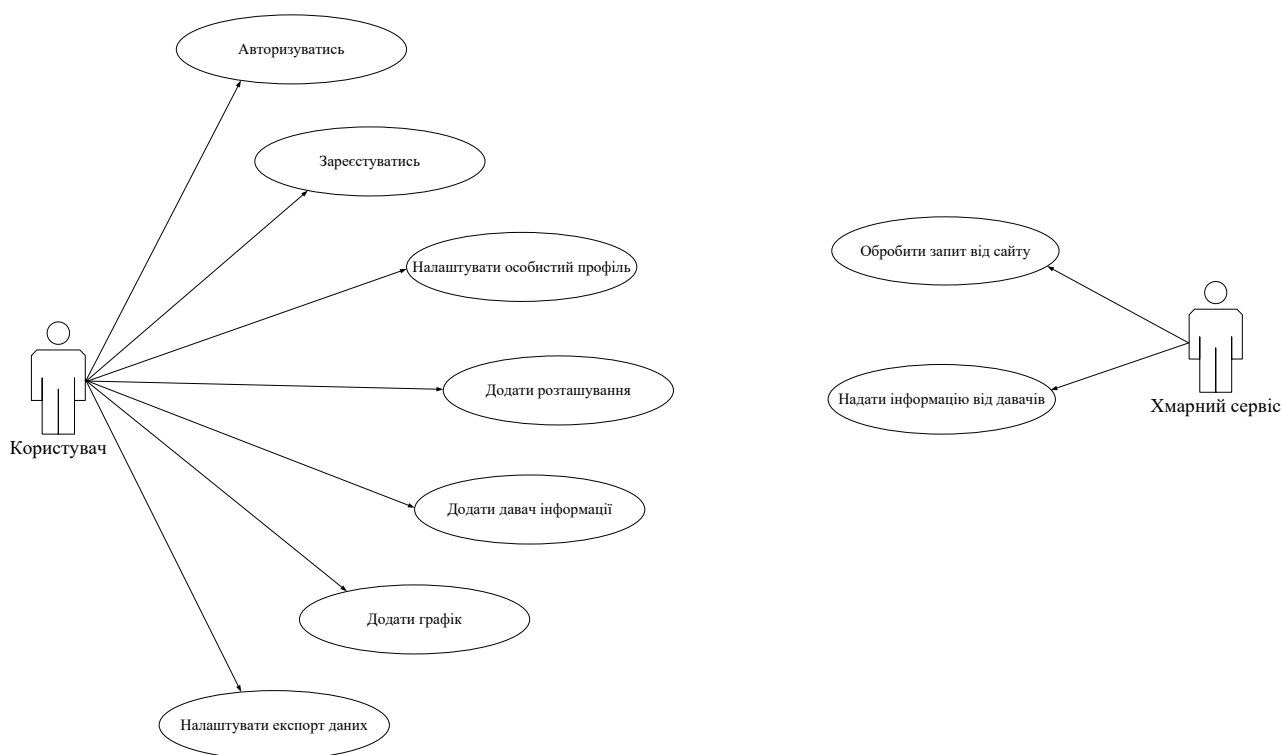 Авторизуватись
Зареєстуватись
Налаштувати особистий профіль
Додати розташування
Додати давач інформації
Додати графік
Налаштувати експорт даних
Користувач
Обробити запит від сайту
Надати інформацію від давачів
Хмарний сервіс